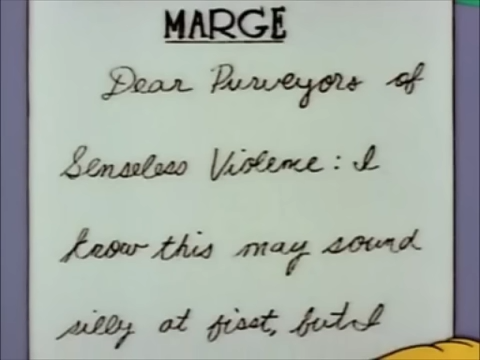 MARGE
Dear Purveyors of
Senseless Violence: I
know this may sound
silly at first, but I